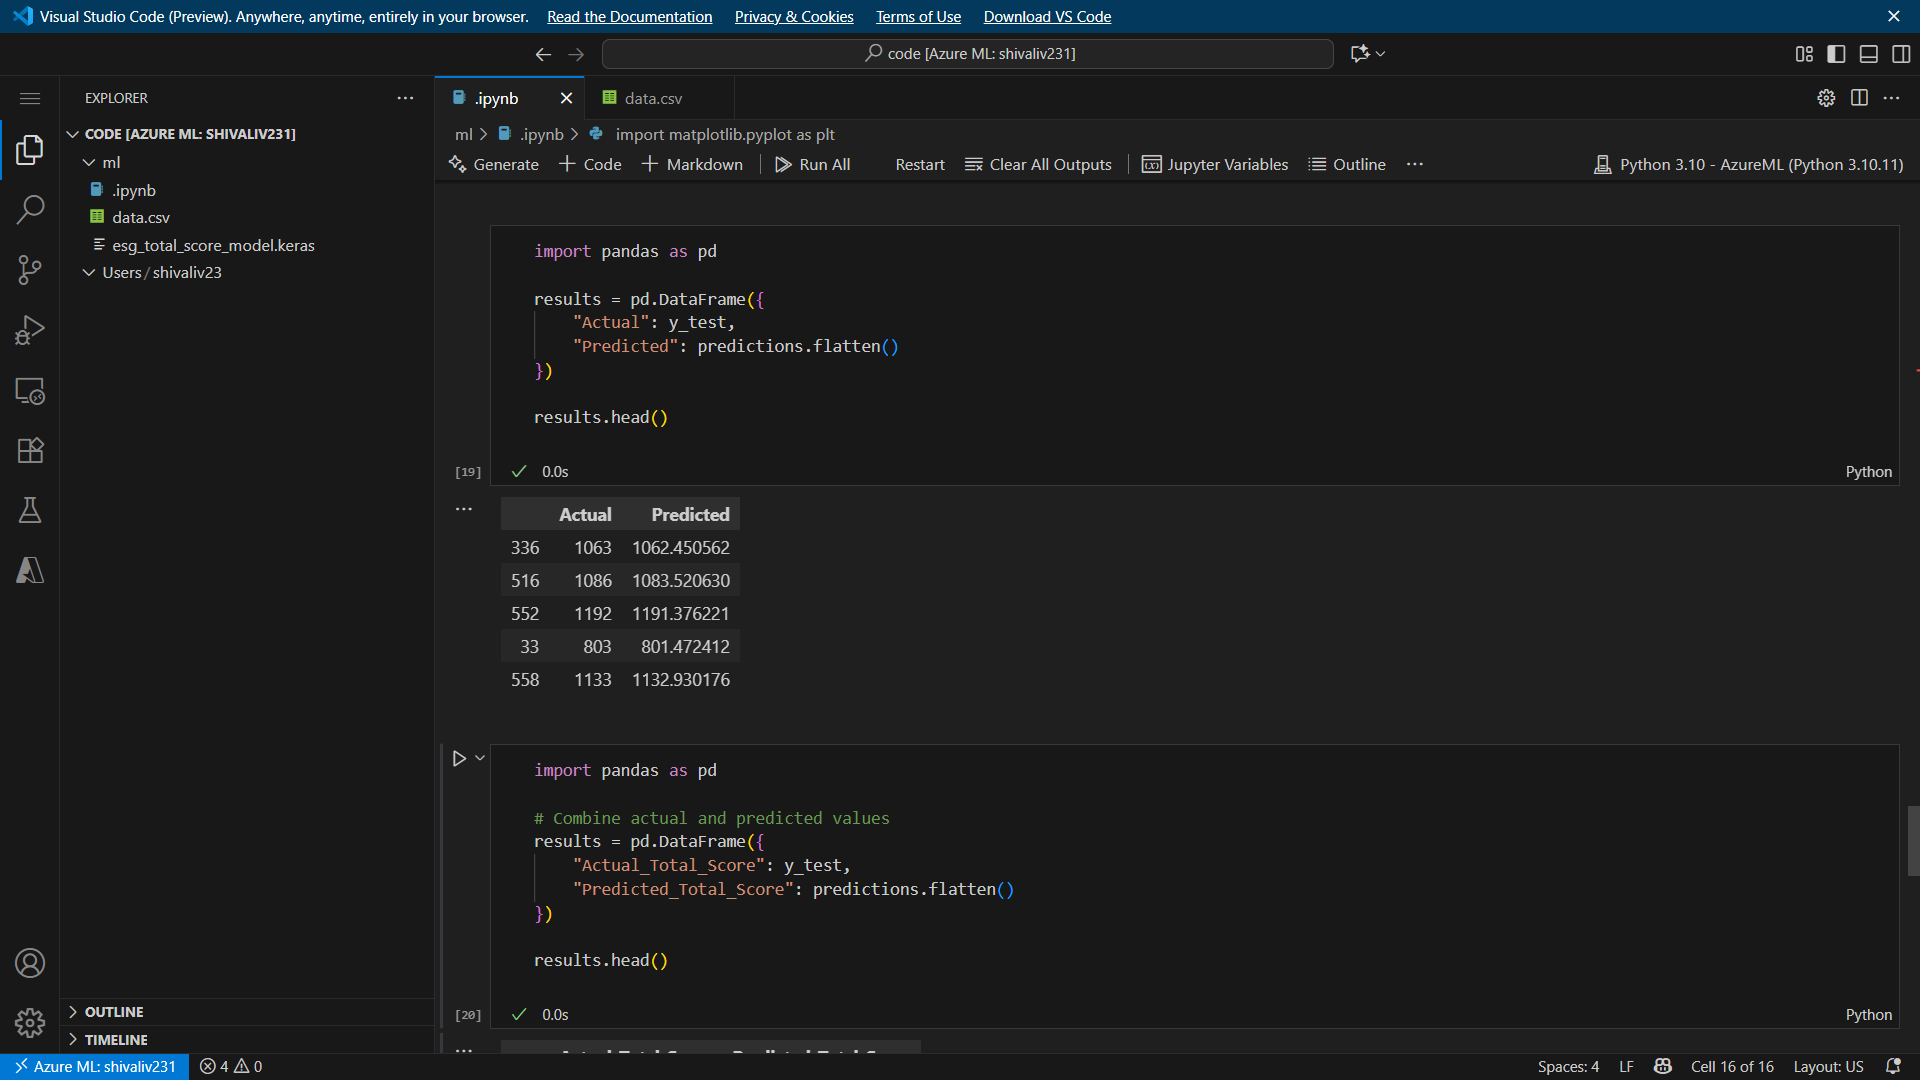 Visual Studio Code (Preview). Anywhere, anytime, entirely in your browser. Read the Documentation Privacy & Cookies Terms of Use Download VS Code
code [Azure ML: shivaliv231]
EXPLORER
CODE [AZURE ML: SHIVALIV231]
ml
.ipynb
data.csv
esg_total_score_model.keras
Users / shivaliv23
OUTLINE
TIMELINE
.ipynb
data.csv
ml > .ipynb > import matplotlib.pyplot as plt
Generate + Code + Markdown Run All Restart Clear All Outputs Jupyter Variables Outline ... Python 3.10 - AzureML (Python 3.10.11)
import pandas as pd
results = pd.DataFrame({
"Actual": y_test,
"Predicted": predictions.flatten()
})
results.head()
[19] 0.0s Python
Actual Predicted
336 1063 1062.450562
516 1086 1083.520630
552 1192 1191.376221
33 803 801.472412
558 1133 1132.930176
import pandas as pd
# Combine actual and predicted values
results = pd.DataFrame({
"Actual_Total_Score": y_test,
"Predicted_Total_Score": predictions.flatten()
})
results.head()
[20] 0.0s Python
Azure ML: shivaliv231 4 0 Spaces: 4 LF Cell 16 of 16 Layout: US